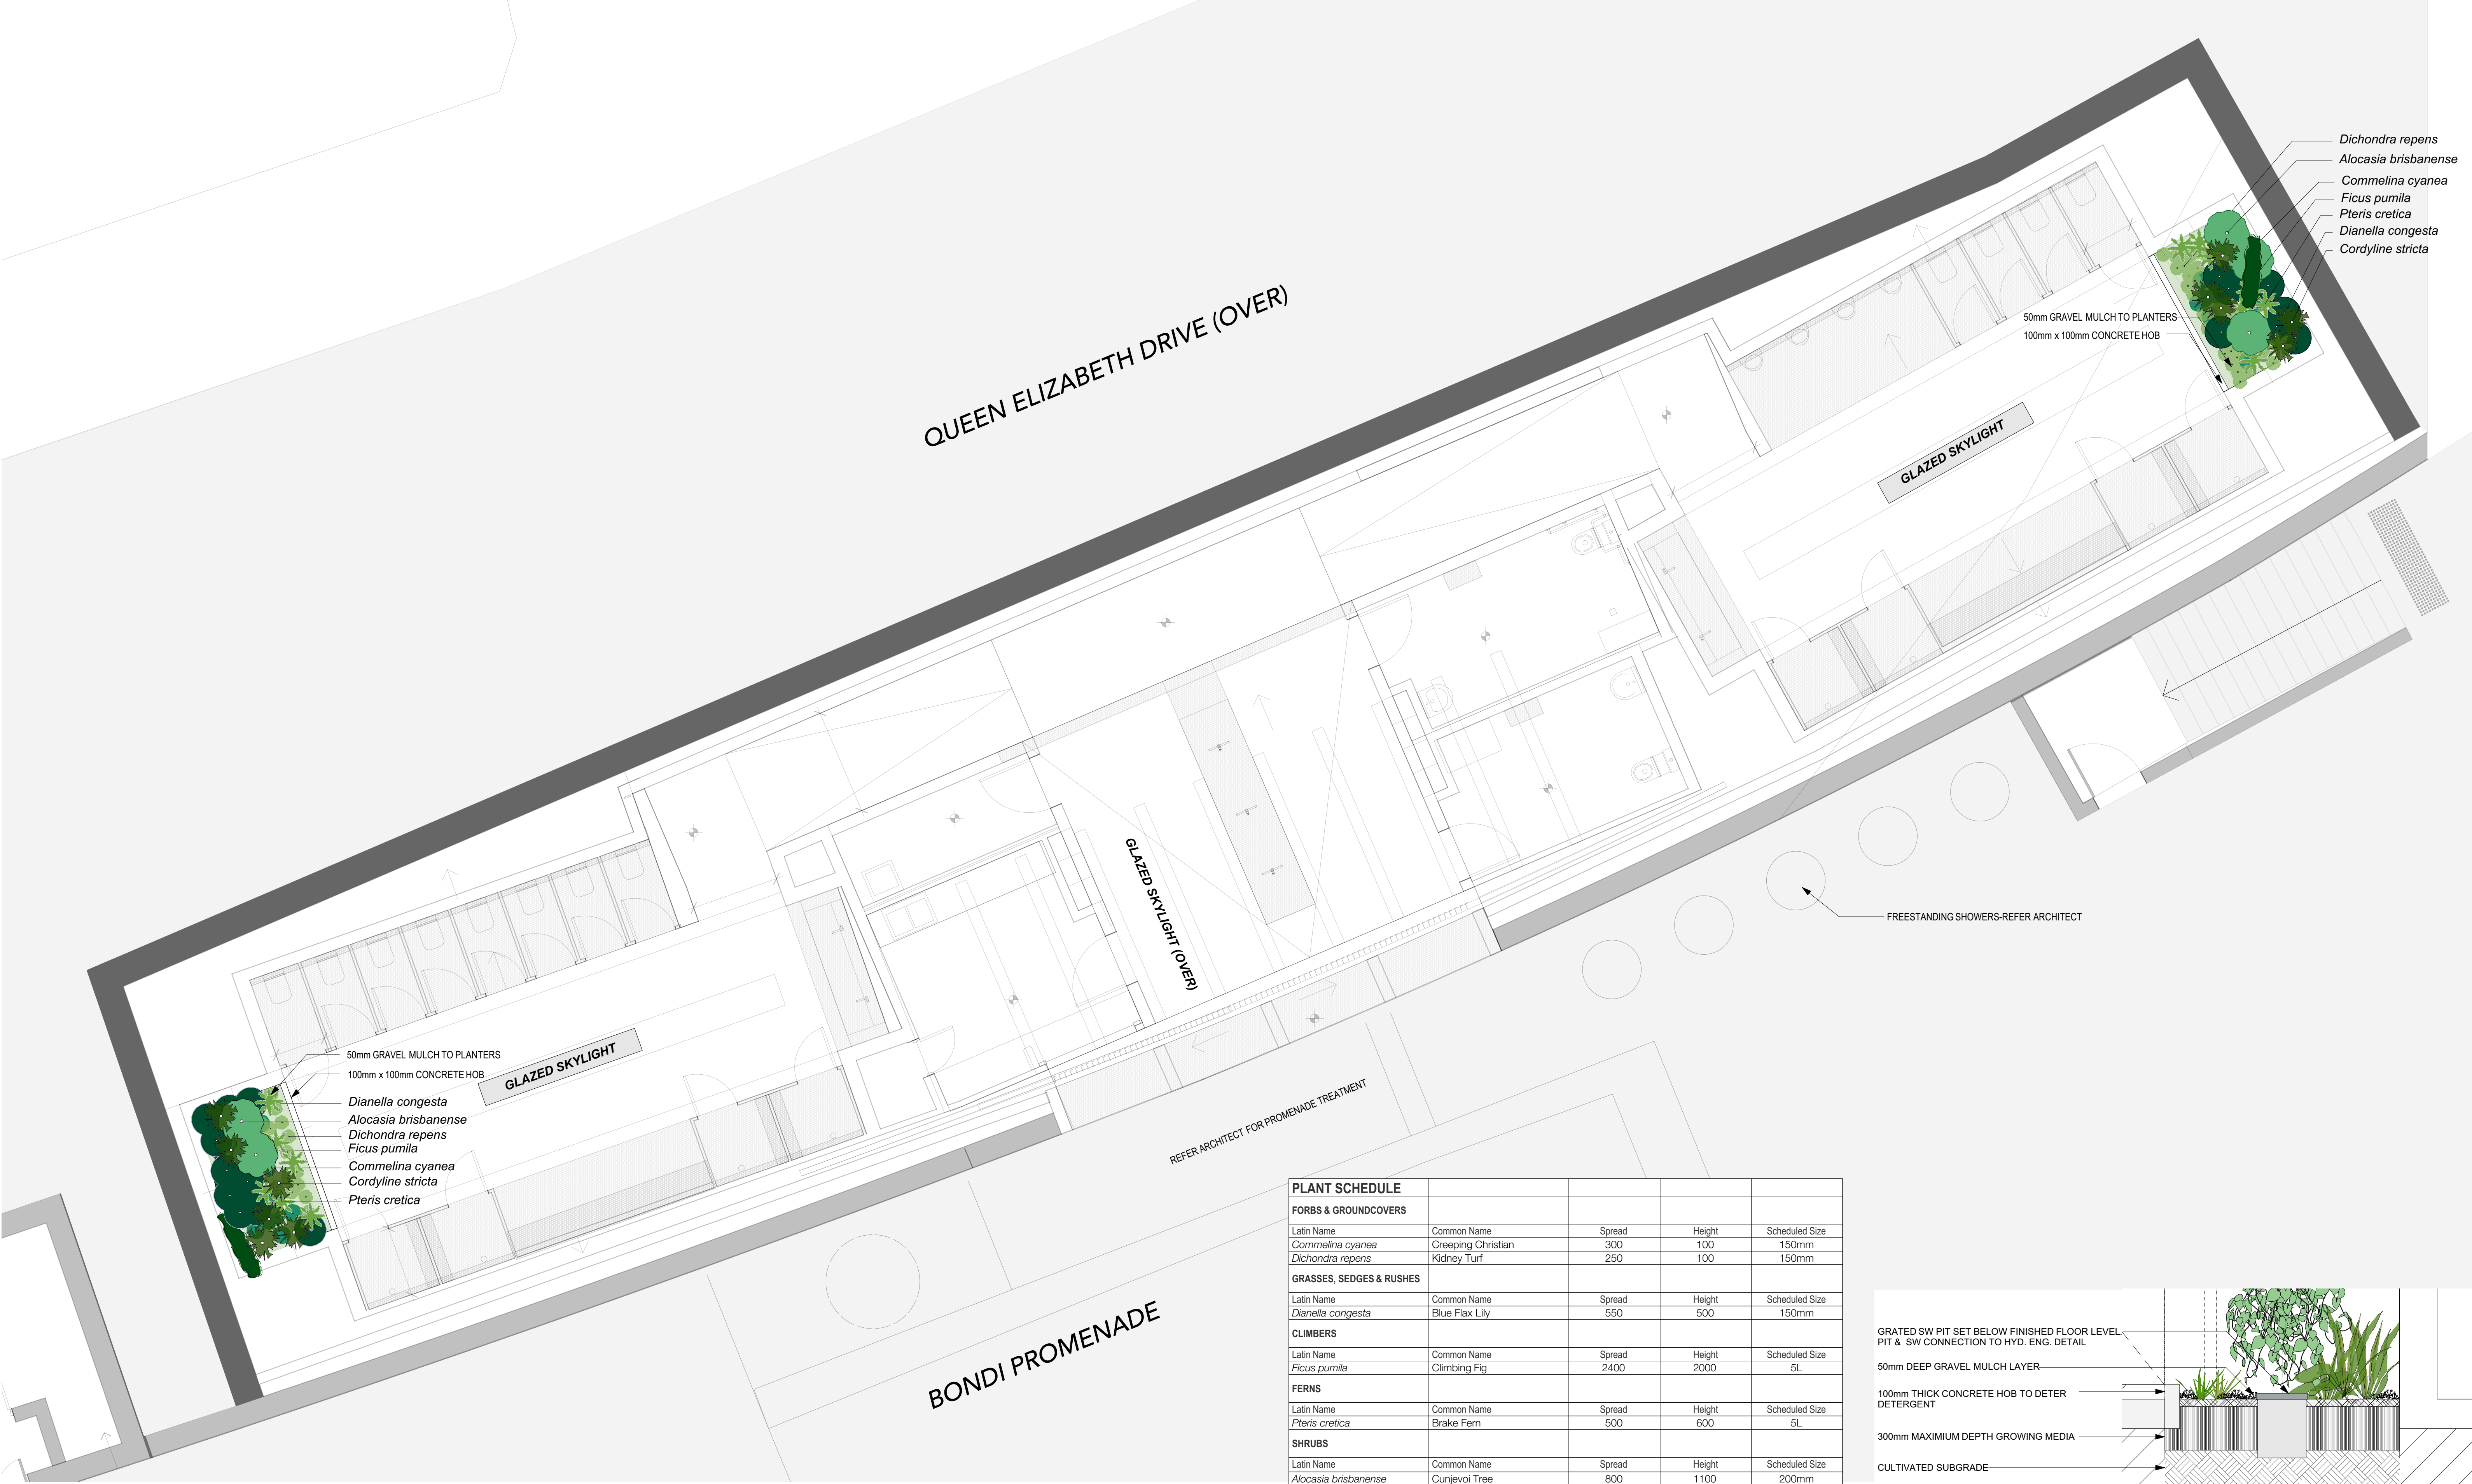 Dichondra repens
Alocasia brisbanense
Commelina cyanea
Ficus pumila
Pteris cretica
Dianella congesta
Cordyline stricta
50mm GRAVEL MULCH TO PLANTERS
100mm x 100mm CONCRETE HOB
QUEEN ELIZABETH DRIVE (OVER)
GLAZED SKYLIGHT
GLAZED SKYLIGHT (OVER)
FREESTANDING SHOWERS-REFER ARCHITECT
GLAZED SKYLIGHT
50mm GRAVEL MULCH TO PLANTERS
100mm x 100mm CONCRETE HOB
Dianella congesta
Alocasia brisbanense
Dichondra repens
Ficus pumila
Commelina cyanea
Cordyline stricta
Pteris cretica
REFER ARCHITECT FOR PROMENADE TREATMENT
BONDI PROMENADE
PLANT SCHEDULE
FORBS & GROUNDCOVERS
Latin Name Common Name Spread Height Scheduled Size
Commelina cyanea Creeping Christian 300 100 150mm
Dichondra repens Kidney Turf 250 100 150mm
GRASSES, SEDGES & RUSHES
Latin Name Common Name Spread Height Scheduled Size
Dianella congesta Blue Flax Lily 550 500 150mm
CLIMBERS
Latin Name Common Name Spread Height Scheduled Size
Ficus pumila Climbing Fig 2400 2000 5L
FERNS
Latin Name Common Name Spread Height Scheduled Size
Pteris cretica Brake Fern 500 600 5L
SHRUBS
Latin Name Common Name Spread Height Scheduled Size
Alocasia brisbanense Cunjevoi Tree 800 1100 200mm
GRATED SW PIT SET BELOW FINISHED FLOOR LEVEL
PIT & SW CONNECTION TO HYD. ENG. DETAIL
50mm DEEP GRAVEL MULCH LAYER
100mm THICK CONCRETE HOB TO DETER
DETERGENT
300mm MAXIMIUM DEPTH GROWING MEDIA
CULTIVATED SUBGRADE